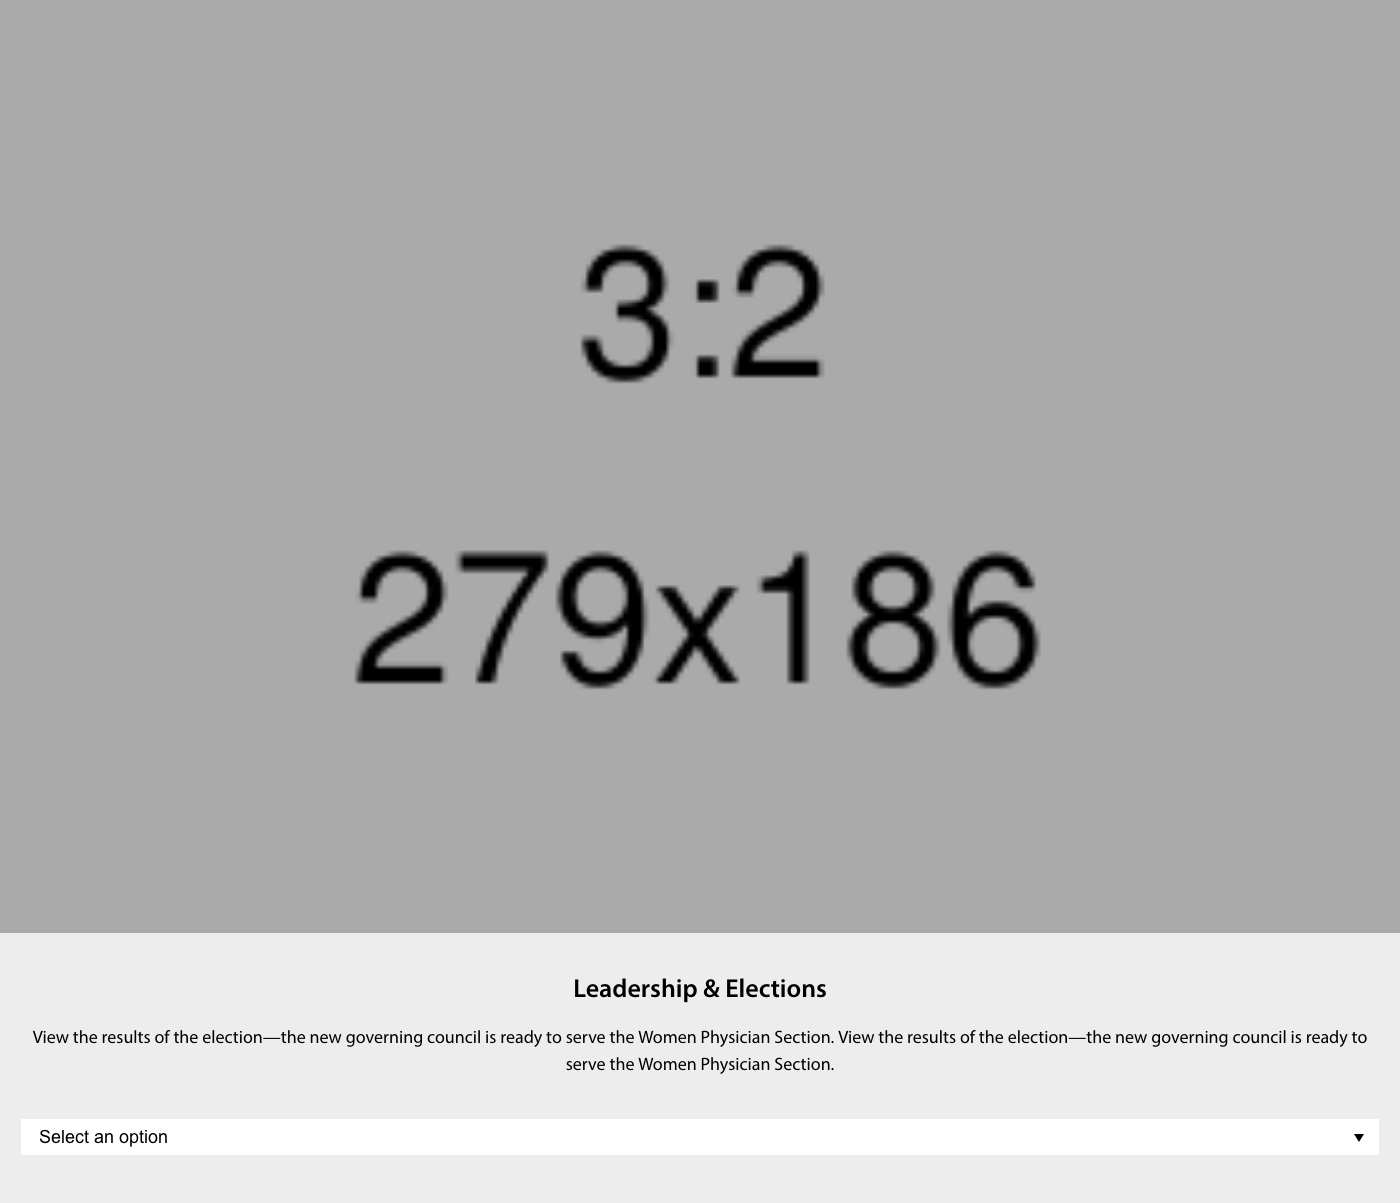 3:2
279x186
Leadership & Elections
View the results of the election—the new governing council is ready to serve the Women Physician Section. View the results of the election—the new governing council is ready to
serve the Women Physician Section.
Select an option